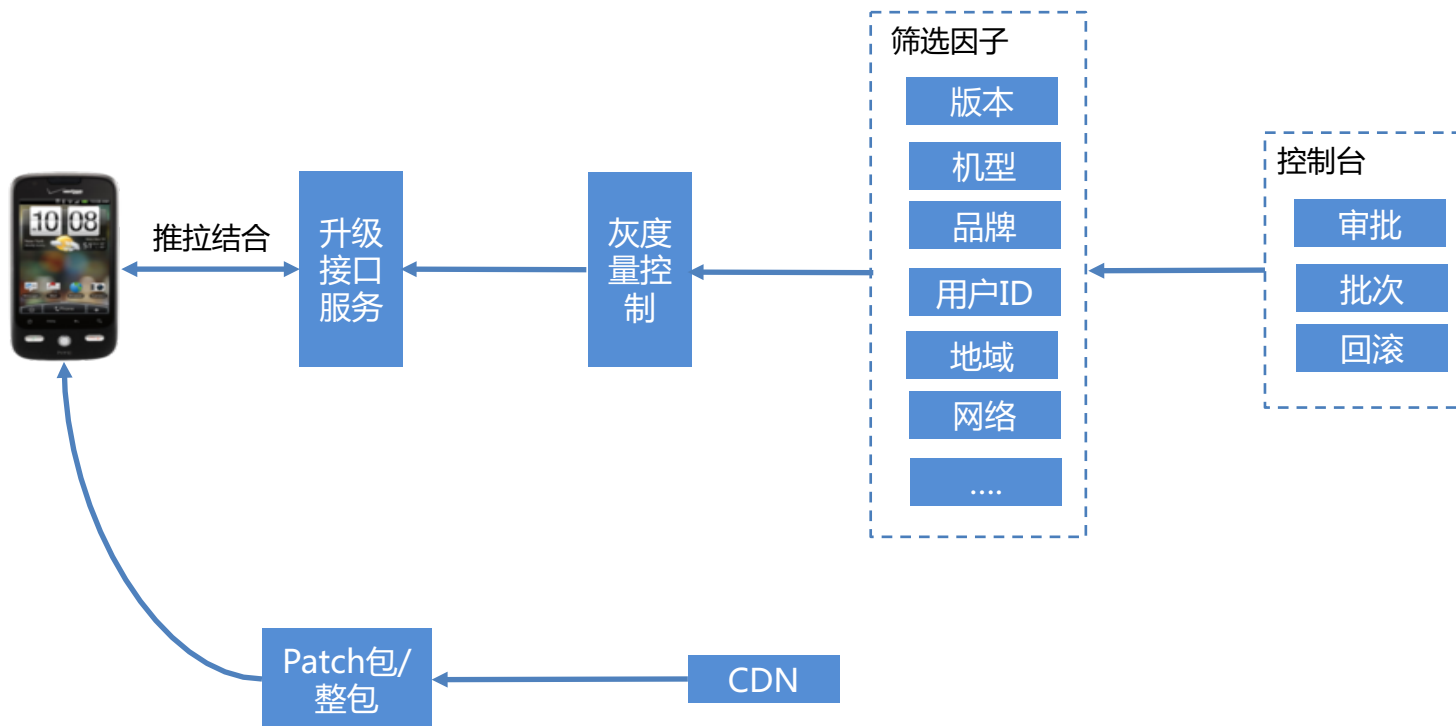 筛选因子
版本
机型
品牌
用户ID
地域
网络
....
控制台
审批
批次
回滚
推拉结合
升级
接口
服务
灰度
量控
制
10 08
Patch包/
整包
CDN